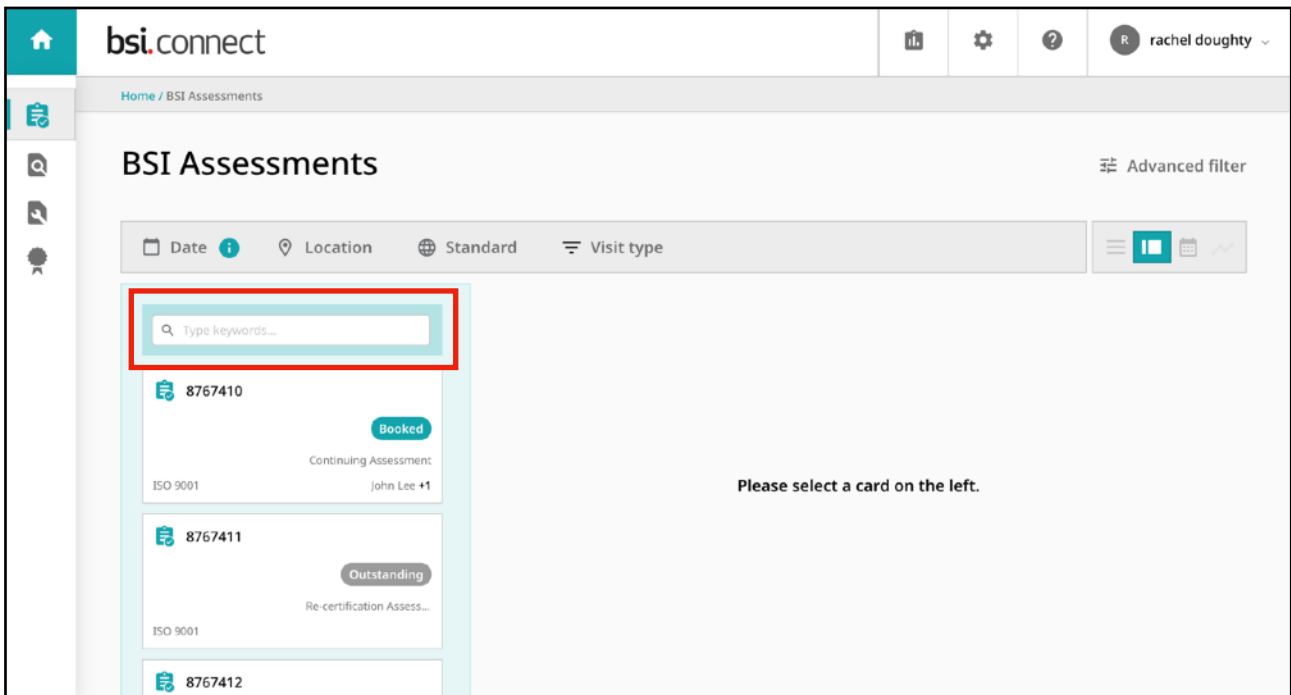 bsi.connect
R rachel doughty
Home / BSI Assessments
BSI Assessments
Advanced filter
Date i Location Standard Visit type
Type keywords...
8767410
Booked
Continuing Assessment
ISO 9001 John Lee +1
Please select a card on the left.
8767411
Outstanding
Re-certification Assess...
ISO 9001
8767412